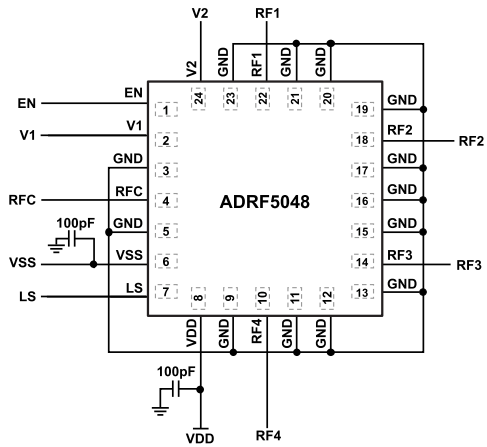 V2
RF1
V2
GND
RF1
GND
GND
24
23
22
21
20
EN
EN
1
19
GND
V1
V1
2
18
RF2
RF2
GND
3
17
GND
RFC
RFC
4
ADRF5048
16
GND
100pF
GND
5
15
GND
VSS
VSS
6
14
RF3
RF3
LS
LS
7
13
GND
8
9
10
11
12
VDD
GND
RF4
GND
GND
100pF
VDD
RF4